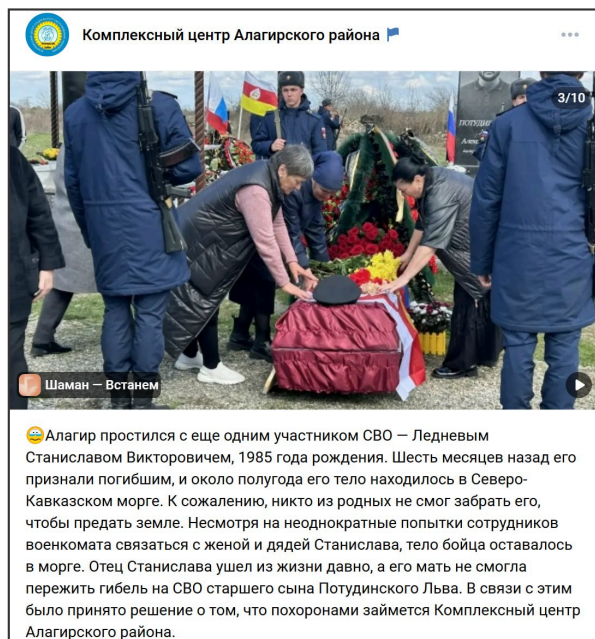 Комплексный центр Алагирского района
3/10
ПОТУДИ
Шаман — Встанем
Алагир простился с еще одним участником СВО — Ледневым
Станиславом Викторовичем, 1985 года рождения. Шесть месяцев назад его
признали погибшим, и около полугода его тело находилось в Северо-
Кавказском морге. К сожалению, никто из родных не смог забрать его,
чтобы предать земле. Несмотря на неоднократные попытки сотрудников
военкомата связаться с женой и дядей Станислава, тело бойца оставалось
в морге. Отец Станислава ушел из жизни давно, а его мать не смогла
пережить гибель на СВО старшего сына Потудинского Льва. В связи с этим
было принято решение о том, что похоронами займется Комплексный центр
Алагирского района.